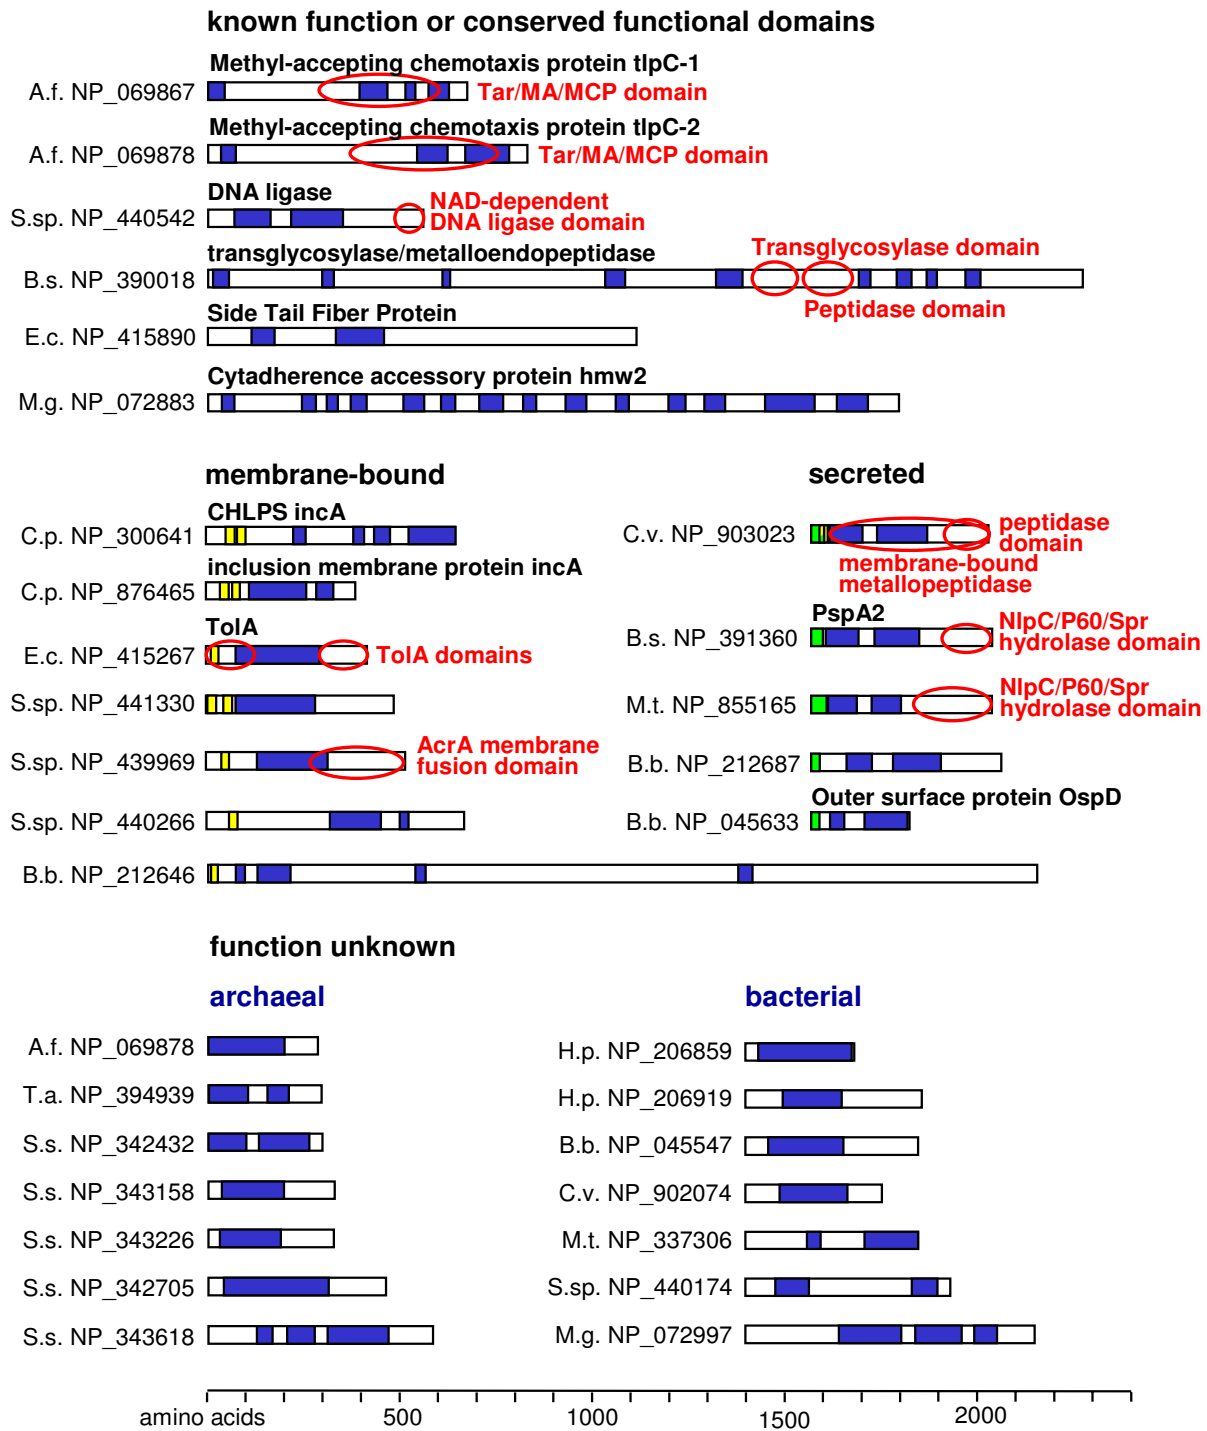 known function or conserved functional domains
Methyl-accepting chemotaxis protein tlpC-1
A.f. NP_069867
Tar/MA/MCP domain
Methyl-accepting chemotaxis protein tlpC-2
A.f. NP_069878
Tar/MA/MCP domain
DNA ligase
S.sp. NP_440542
NAD-dependent
DNA ligase domain
transglycosylase/metalloendopeptidase
Transglycosylase domain
B.s. NP_390018
Peptidase domain
Side Tail Fiber Protein
E.c. NP_415890
Cytadherence accessory protein hmw2
M.g. NP_072883
membrane-bound
CHLPS incA
C.p. NP_300641
inclusion membrane protein incA
C.p. NP_876465
TolA
E.c. NP_415267
TolA domains
S.sp. NP_441330
S.sp. NP_439969
AcrA membrane
fusion domain
S.sp. NP_440266
B.b. NP_212646
secreted
C.v. NP_903023
peptidase
domain
membrane-bound
metallopeptidase
PspA2
B.s. NP_391360
NlpC/P60/Spr
hydrolase domain
M.t. NP_855165
NlpC/P60/Spr
hydrolase domain
B.b. NP_212687
Outer surface protein OspD
B.b. NP_045633
function unknown
archaeal
A.f. NP_069878
T.a. NP_394939
S.s. NP_342432
S.s. NP_343158
S.s. NP_343226
S.s. NP_342705
S.s. NP_343618
bacterial
H.p. NP_206859
H.p. NP_206919
B.b. NP_045547
C.v. NP_902074
M.t. NP_337306
S.sp. NP_440174
M.g. NP_072997
amino acids 500 1000 1500 2000